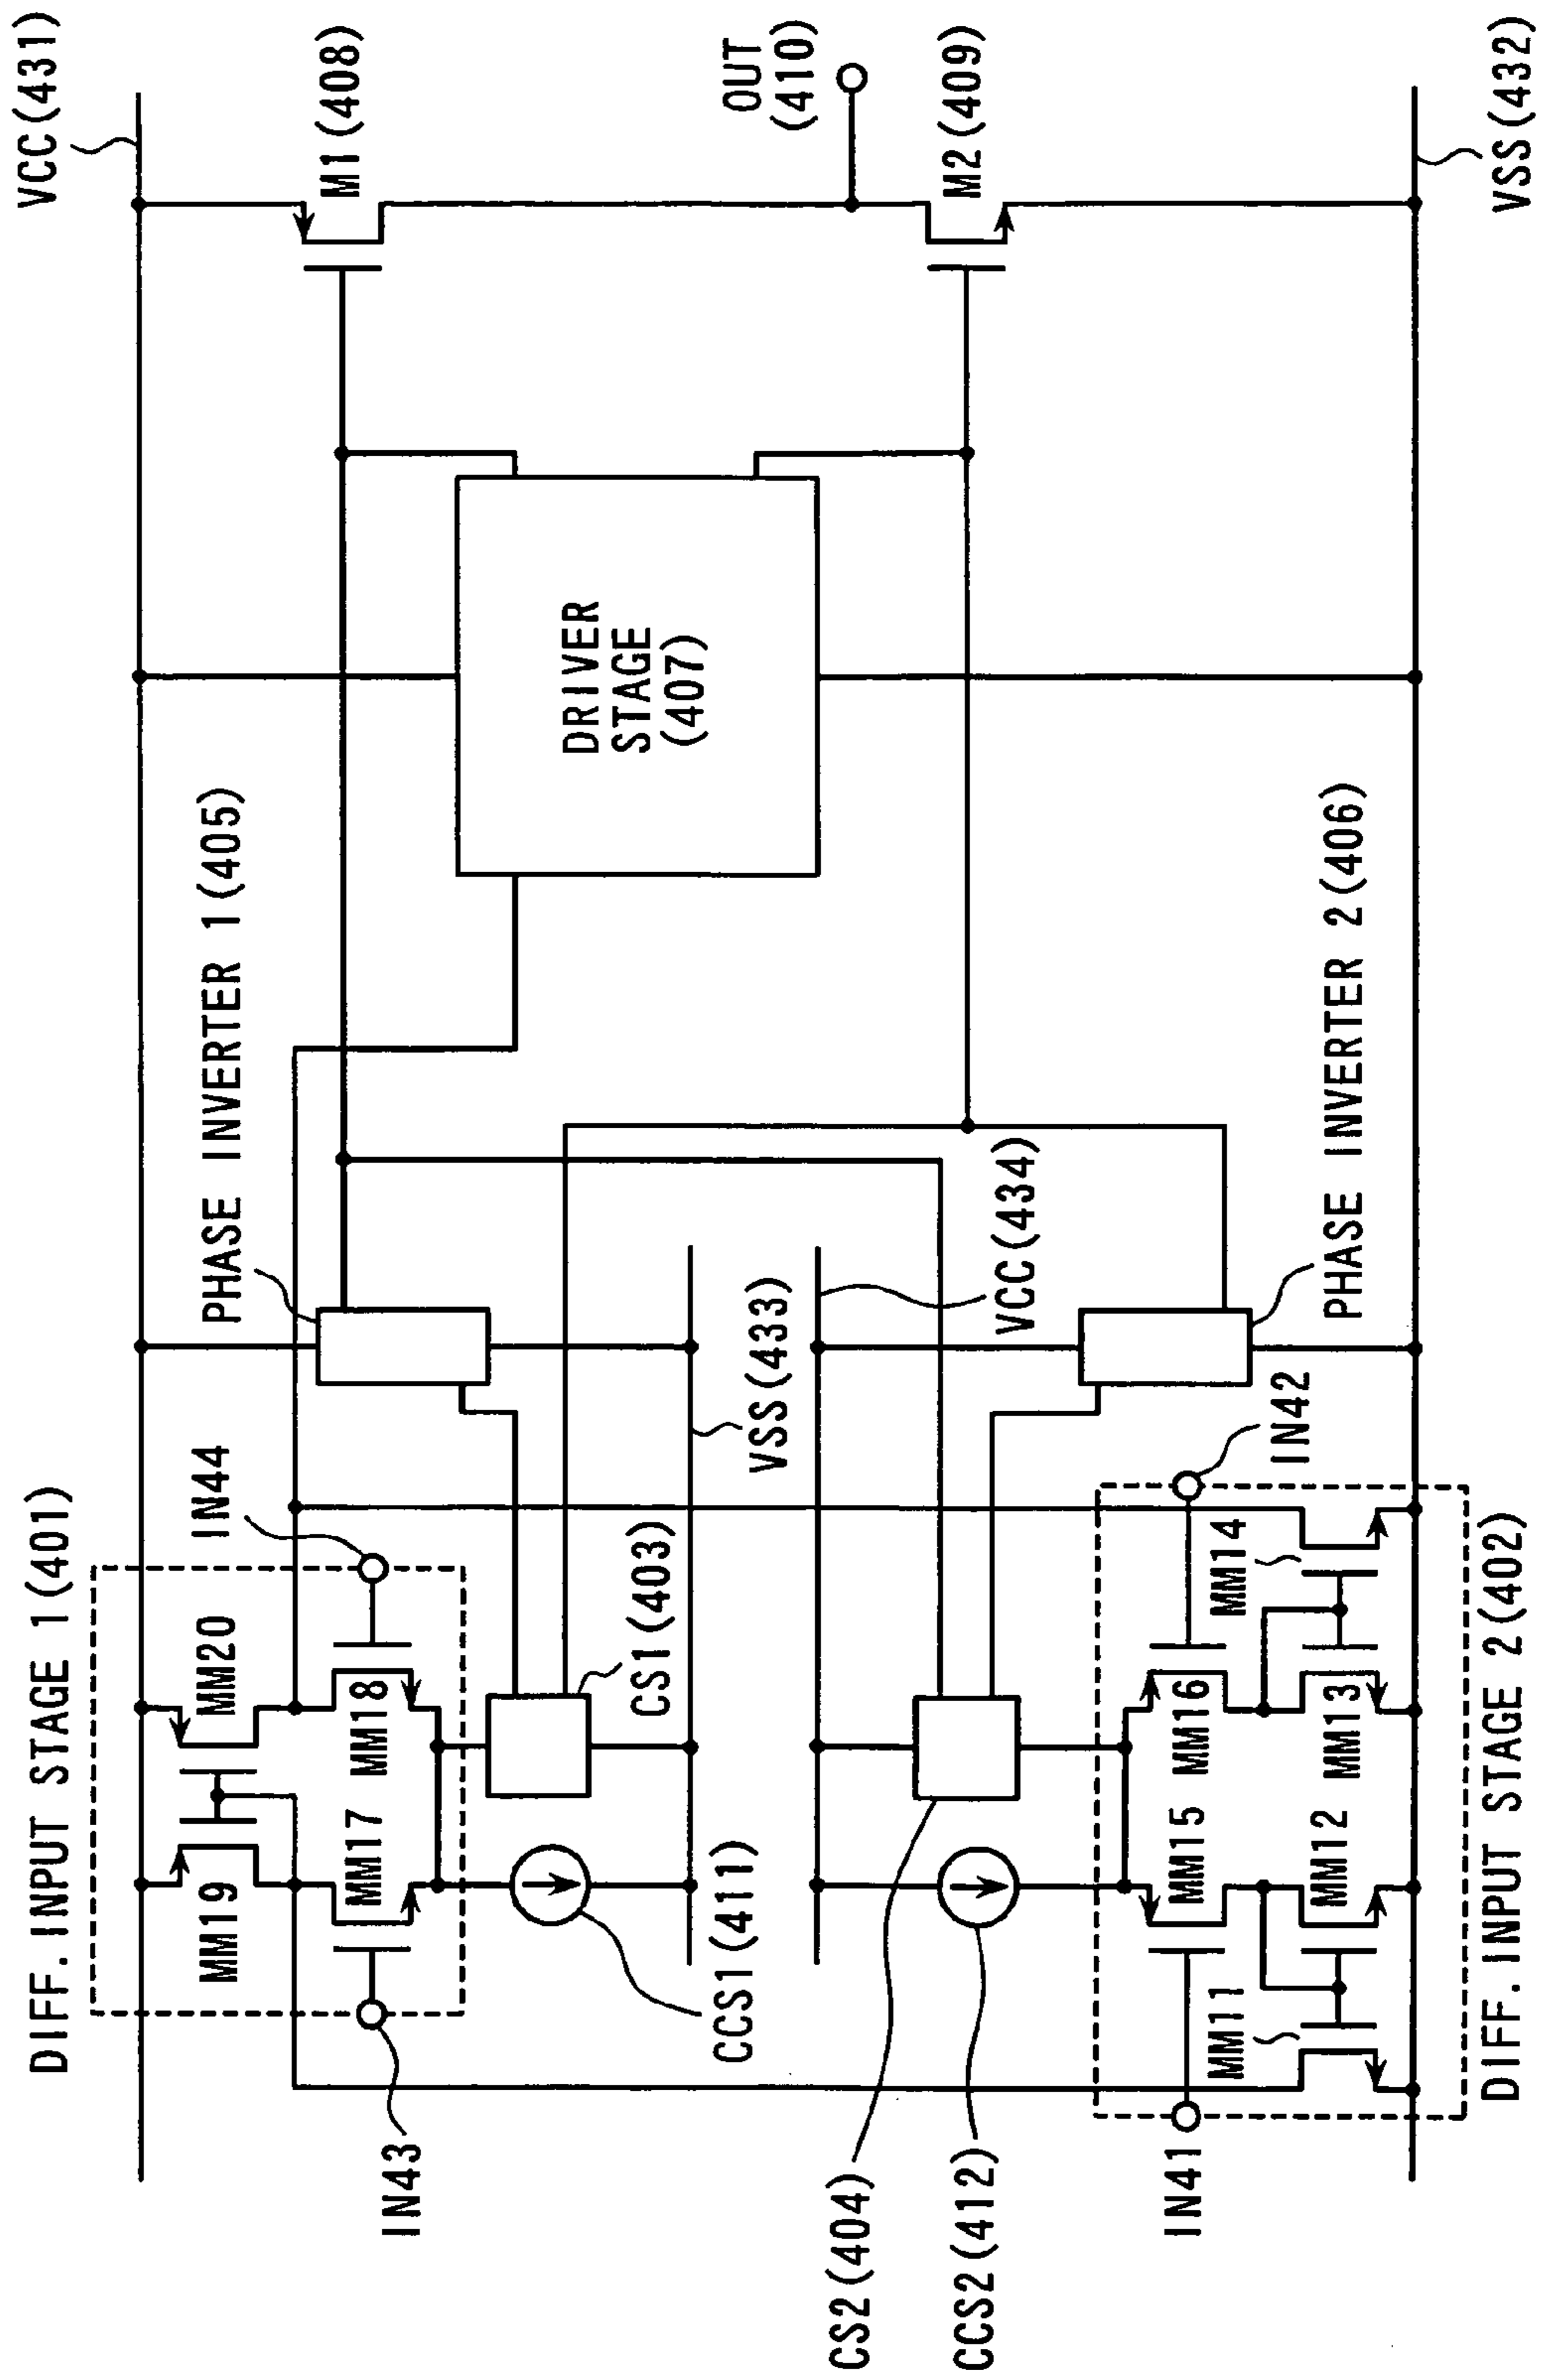 DIFF.INPUT STAGE 1(401)
PHASE INVERTER 1(405)
VCC(431)
IN44
MM19
MM20
MM17
MM18
IN43
M1(408)
CS1(403)
CCS1(411)
VSS(433)
DRIVER
STAGE
(407)
OUT
(410)
CS2(404)
CCS2(412)
VCC(434)
M2(409)
IN41
MM15
MM16
MM11
MM14
IN42
MM12
MM13
PHASE INVERTER 2(406)
DIFF.INPUT STAGE 2(402)
VSS(432)